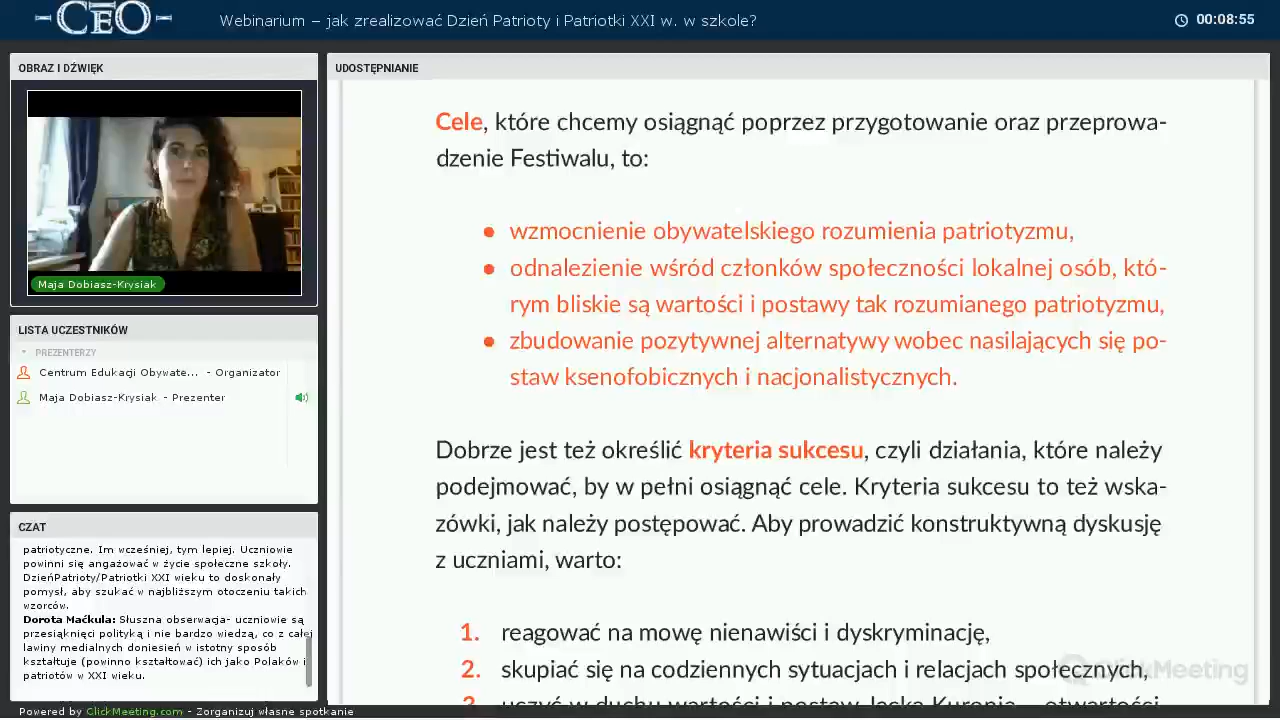 CEO
Webinarium – jak zrealizować Dzień Patrioty i Patriotki XXI w. w szkole?
00:08:55
OBRAZ I DŹWIĘK
Maja Dobiasz-Krysiak
LISTA UCZESTNIKÓW
PREZENTERZY
Centrum Edukacji Obywate... - Organizator
Maja Dobiasz-Krysiak - Prezenter
CZAT
patriotyczne. Im wcześniej, tym lepiej. Uczniowie
powinni się angażować w życie społeczne szkoły.
DzieńPatrioty/Patriotki XXI wieku to doskonały
pomysł, aby szukać w najbliższym otoczeniu takich
wzorców.
Dorota Maćkula: Słuszna obserwacja- uczniowie są
przesiąknięci polityką i nie bardzo wiedzą, co z całej
lawiny medialnych doniesień w istotny sposób
kształtuje (powinno kształtować) ich jako Polaków i
patriotów w XXI wieku.
Powered by ClickMeeting.com - Zorganizuj własne spotkanie
UDOSTĘPNIANIE
Cele, które chcemy osiągnąć poprzez przygotowanie oraz przeprowa-
dzenie Festiwalu, to:
• wzmocnienie obywatelskiego rozumienia patriotyzmu,
• odnalezienie wśród członków społeczności lokalnej osób, któ-
rym bliskie są wartości i postawy tak rozumianego patriotyzmu,
• zbudowanie pozytywnej alternatywy wobec nasilających się po-
staw ksenofobicznych i nacjonalistycznych.
Dobrze jest też określić kryteria sukcesu, czyli działania, które należy
podejmować, by w pełni osiągnąć cele. Kryteria sukcesu to też wska-
zówki, jak należy postępować. Aby prowadzić konstruktywną dyskusję
z uczniami, warto:
1. reagować na mowę nienawiści i dyskryminację,
2. skupiać się na codziennych sytuacjach i relacjach społecznych,
3. uczyć w duchu wartości i postaw Jacka Kuronia – otwartości
ClickMeeting